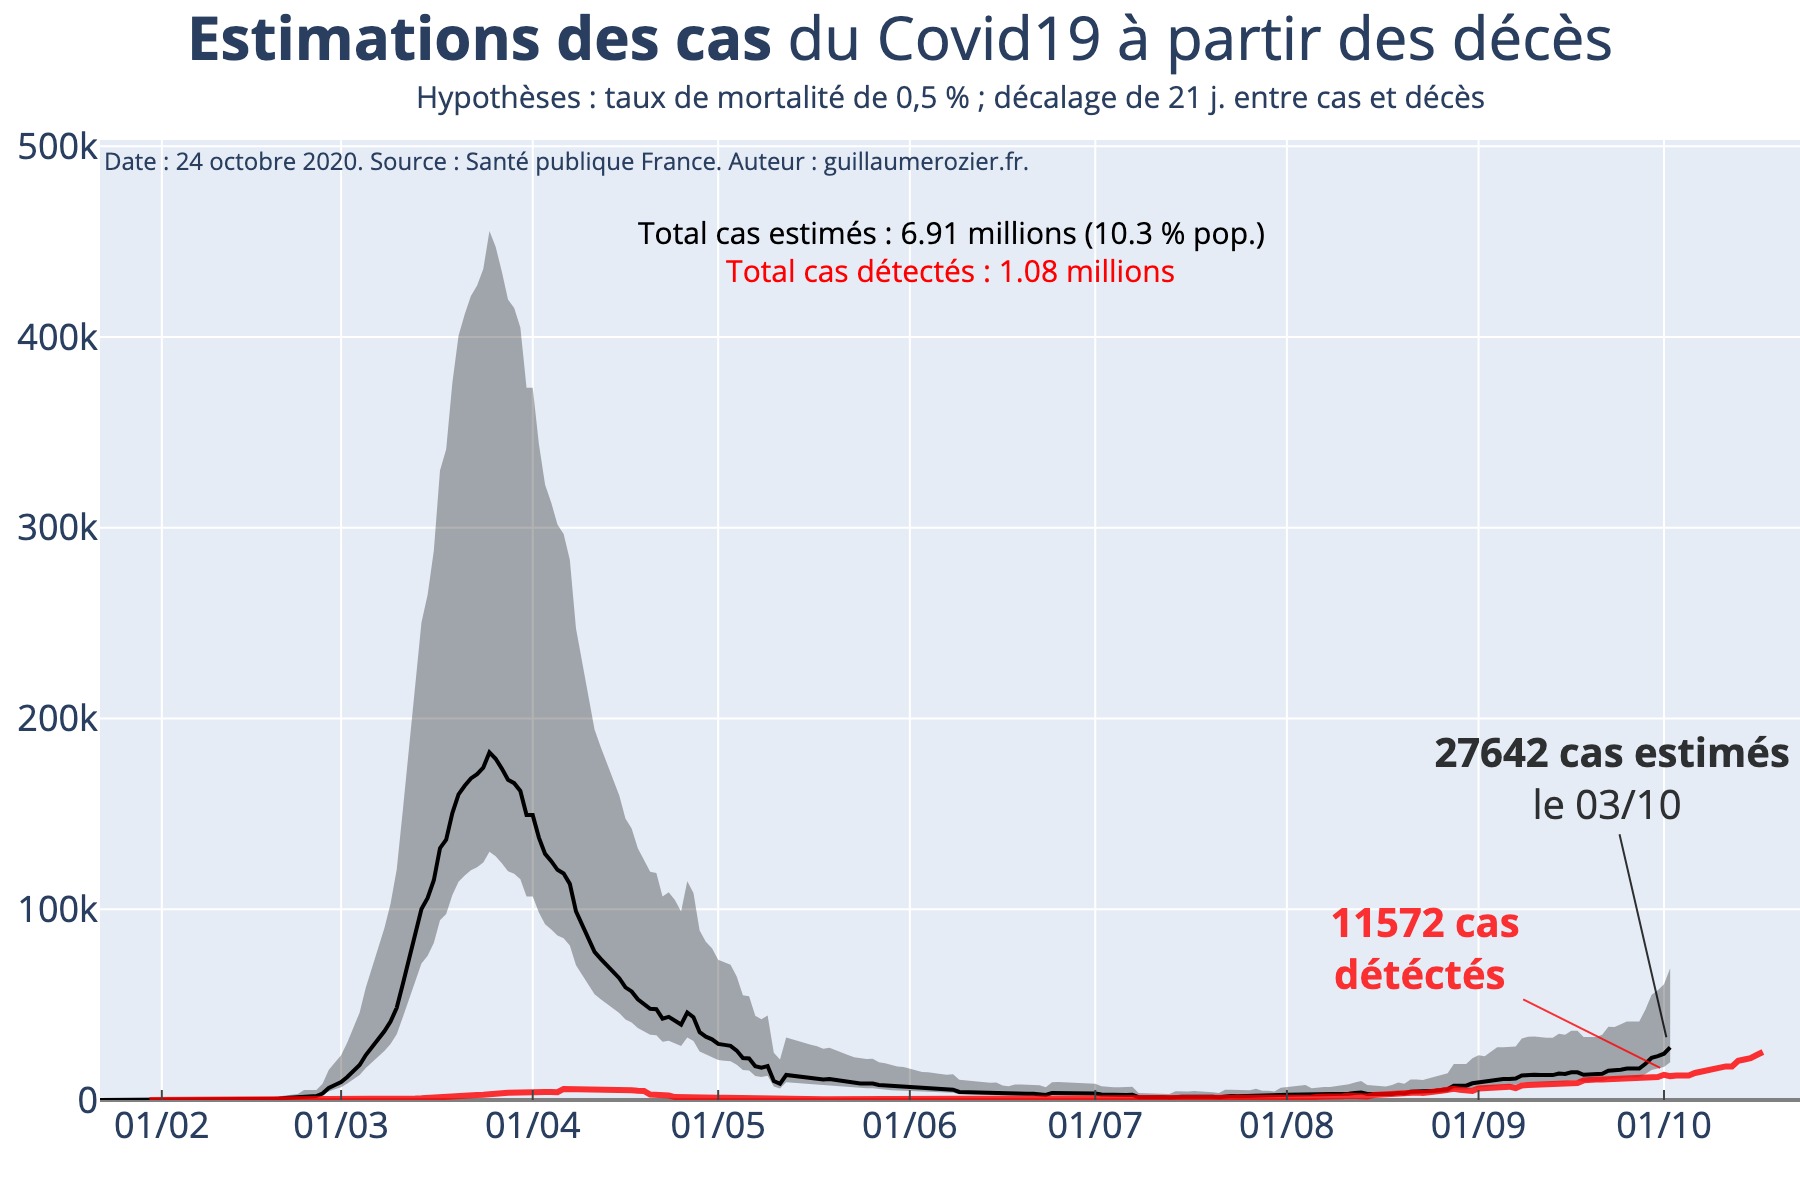 Estimations des cas du Covid19 à partir des décès
Hypothèses : taux de mortalité de 0,5 % ; décalage de 21 j. entre cas et décès
500k
Date : 24 octobre 2020. Source : Santé publique France. Auteur : guillaumerozier.fr.
Total cas estimés : 6.91 millions (10.3 % pop.)
Total cas détectés : 1.08 millions
400k
300k
200k
27642 cas estimés
le 03/10
100k
11572 cas
détéctés
0
01/02 01/03 01/04 01/05 01/06 01/07 01/08 01/09 01/10